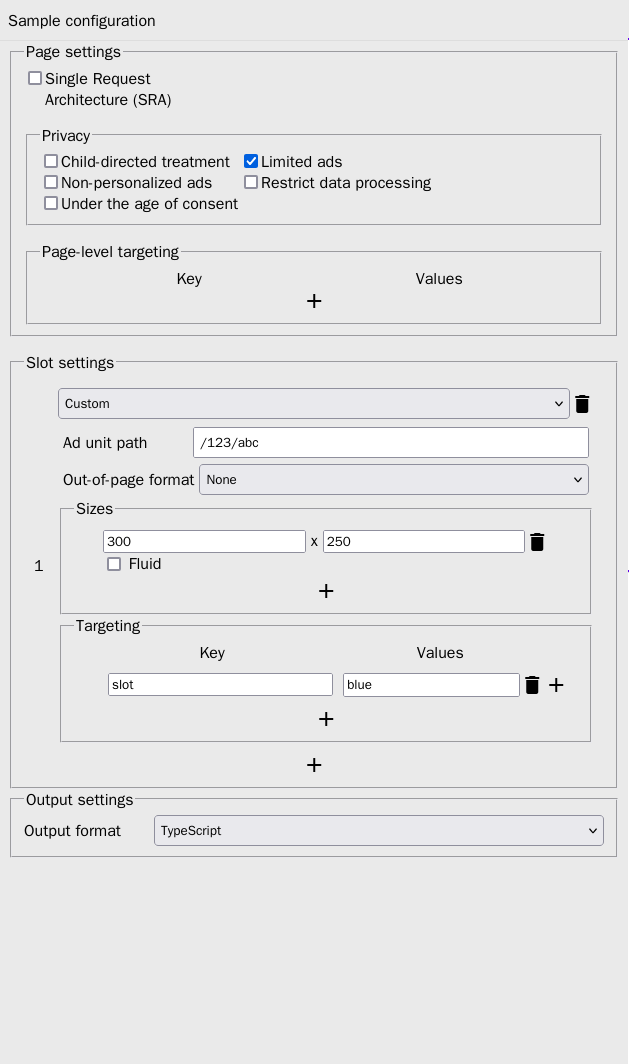 Sample configuration
Page settings
Single Request
Architecture (SRA)
Privacy
Child-directed treatment
Limited ads
Non-personalized ads
Restrict data processing
Under the age of consent
Page-level targeting
Key
Values
+
Slot settings
Custom
Ad unit path
/123/abc
Out-of-page format
None
Sizes
300 x 250
1
Fluid
+
Targeting
Key
Values
slot
blue
+
+
+
Output settings
Output format
TypeScript